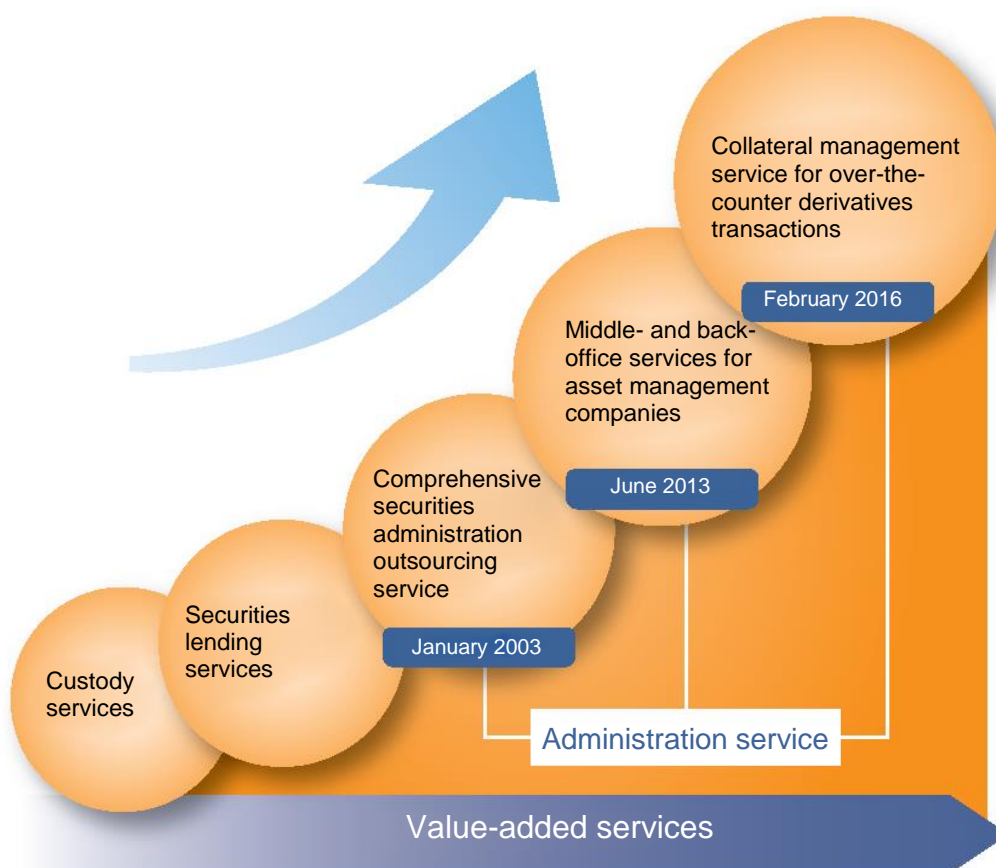 Collateral management
service for over-the-
counter derivatives
transactions
February 2016
Middle- and back-
office services for
asset management
companies
June 2013
Comprehensive
securities
administration
outsourcing
service
January 2003
Securities
lending
services
Custody
services
Administration service
Value-added services